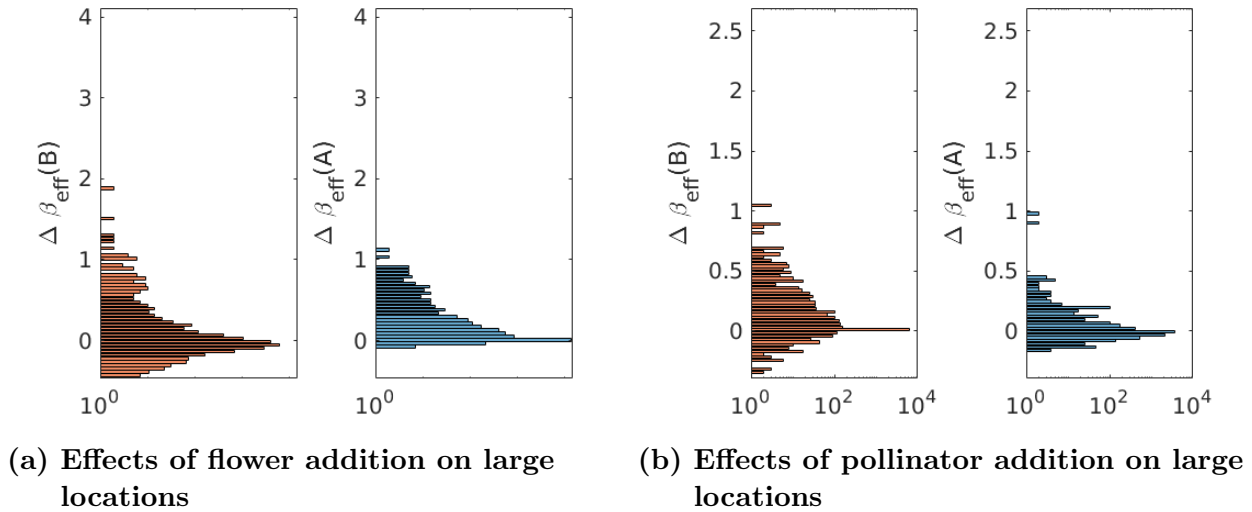 4
3
2
1
0
Δ β_eff(B)
10^0
4
3
2
1
0
Δ β_eff(A)
10^0
2.5
2
1.5
1
0.5
0
Δ β_eff(B)
10^0 10^2 10^4
2.5
2
1.5
1
0.5
0
Δ β_eff(A)
10^0 10^2 10^4
(a) Effects of flower addition on large
locations
(b) Effects of pollinator addition on large
locations